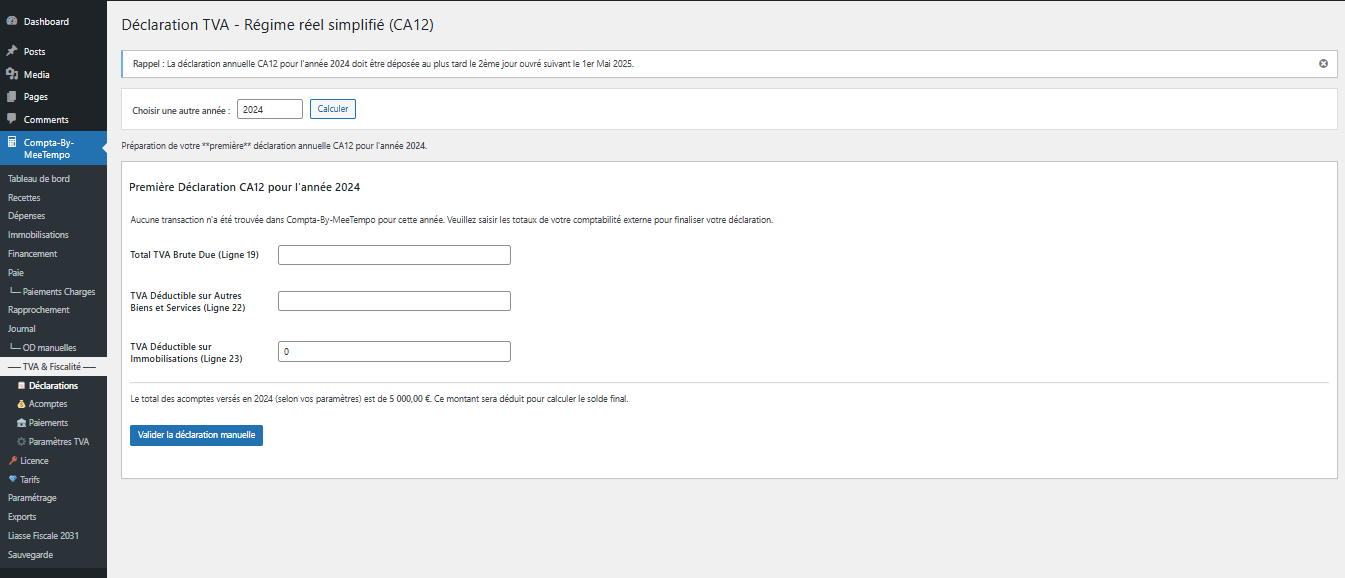 Dashboard
Posts
Media
Pages
Comments
Compta-By-
MeeTempo
Tableau de bord
Recettes
Dépenses
Immobilisations
Financement
Paie
└─ Paiements Charges
Rapprochement
Journal
└─ OD manuelles
── TVA & Fiscalité ──
Déclarations
Acomptes
Paiements
Paramètres TVA
Licence
Tarifs
Paramétrage
Exports
Liasse Fiscale 2031
Sauvegarde
Déclaration TVA - Régime réel simplifié (CA12)
Rappel : La déclaration annuelle CA12 pour l'année 2024 doit être déposée au plus tard le 2ème jour ouvré suivant le 1er Mai 2025.
Choisir une autre année : 2024 Calculer
Préparation de votre **première** déclaration annuelle CA12 pour l'année 2024.
Première Déclaration CA12 pour l'année 2024
Aucune transaction n'a été trouvée dans Compta-By-MeeTempo pour cette année. Veuillez saisir les totaux de votre comptabilité externe pour finaliser votre déclaration.
Total TVA Brute Due (Ligne 19)
TVA Déductible sur Autres
Biens et Services (Ligne 22)
TVA Déductible sur
Immobilisations (Ligne 23)
0
Le total des acomptes versés en 2024 (selon vos paramètres) est de 5 000,00 €. Ce montant sera déduit pour calculer le solde final.
Valider la déclaration manuelle